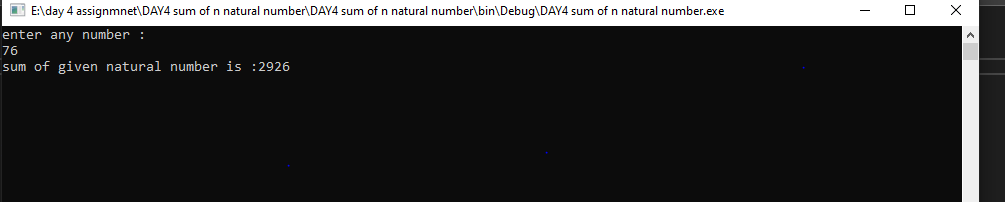 E:\day 4 assignmnet\DAY4 sum of n natural number\DAY4 sum of n natural number\bin\Debug\DAY4 sum of n natural number.exe
enter any number :
76
sum of given natural number is :2926